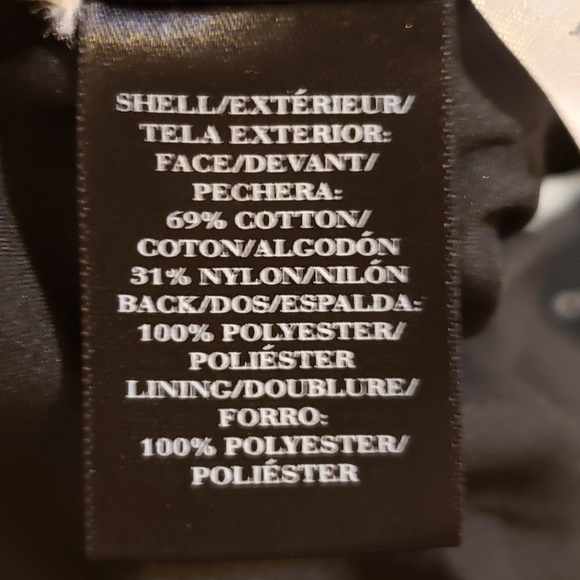 SHELL/EXTÉRIEUR/
TELA EXTERIOR:
FACE/DEVANT/
PECHERA:
69% COTTON/
COTON/ALGODÓN
31% NYLON/NILÓN
BACK/DOS/ESPALDA:
100% POLYESTER/
POLIÉSTER
LINING/DOUBLURE/
FORRO:
100% POLYESTER/
POLIÉSTER